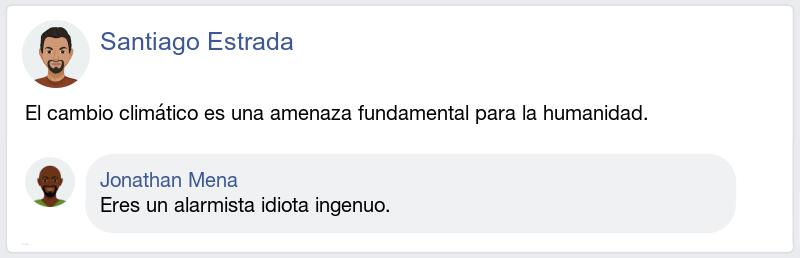 Santiago Estrada
El cambio climático es una amenaza fundamental para la humanidad.
Jonathan Mena
Eres un alarmista idiota ingenuo.